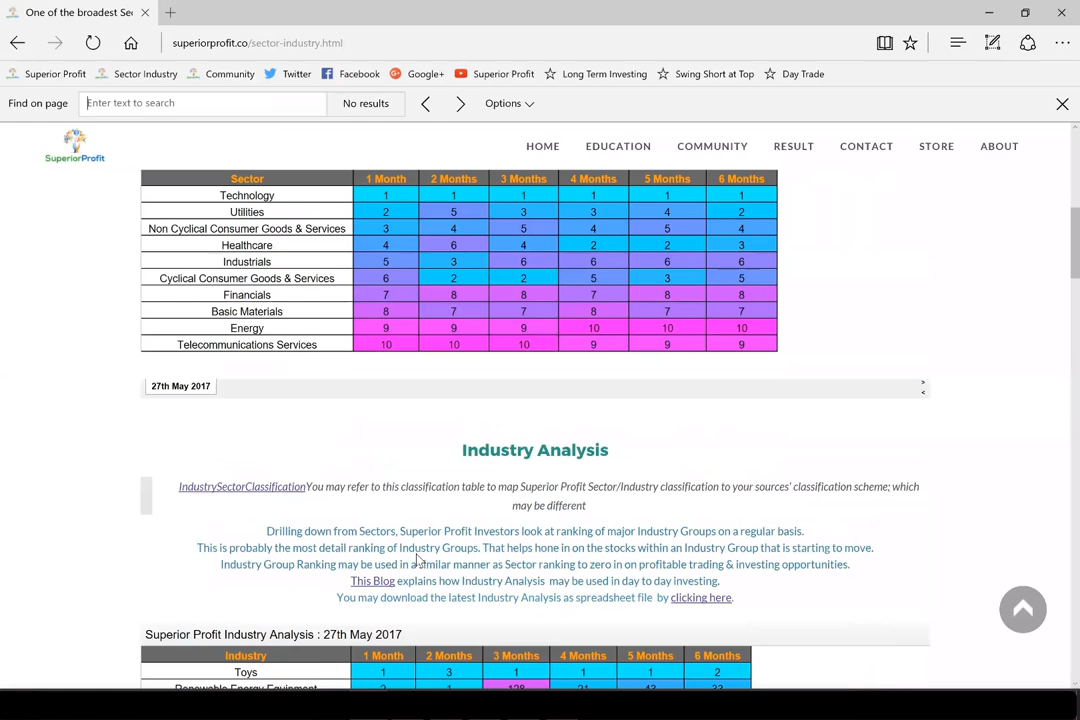 One of the broadest Sec
superiorprofit.co/sector-industry.html
Superior Profit Sector Industry Community Twitter Facebook Google+ Superior Profit Long Term Investing Swing Short at Top Day Trade
Find on page Enter text to search No results Options
SuperiorProfit
HOME EDUCATION COMMUNITY RESULT CONTACT STORE ABOUT
Sector 1 Month 2 Months 3 Months 4 Months 5 Months 6 Months
Technology 1 1 1 1 1 1
Utilities 2 5 3 3 4 2
Non Cyclical Consumer Goods & Services 3 4 5 4 5 4
Healthcare 4 6 4 2 2 3
Industrials 5 3 6 6 6 6
Cyclical Consumer Goods & Services 6 2 2 5 3 5
Financials 7 8 8 7 8 8
Basic Materials 8 7 7 8 7 7
Energy 9 9 9 10 10 10
Telecommunications Services 10 10 10 9 9 9
27th May 2017
Industry Analysis
IndustrySectorClassificationYou may refer to this classification table to map Superior Profit Sector/Industry classification to your sources' classification scheme; which
may be different
Drilling down from Sectors, Superior Profit Investors look at ranking of major Industry Groups on a regular basis.
This is probably the most detail ranking of Industry Groups. That helps hone in on the stocks within an Industry Group that is starting to move.
Industry Group Ranking may be used in a similar manner as Sector ranking to zero in on profitable trading & investing opportunities.
This Blog explains how Industry Analysis may be used in day to day investing.
You may download the latest Industry Analysis as spreadsheet file by clicking here.
Superior Profit Industry Analysis : 27th May 2017
Industry 1 Month 2 Months 3 Months 4 Months 5 Months 6 Months
Toys 1 3 1 1 1 2
Renewable Energy Equipment 2 1 128 21 43 33